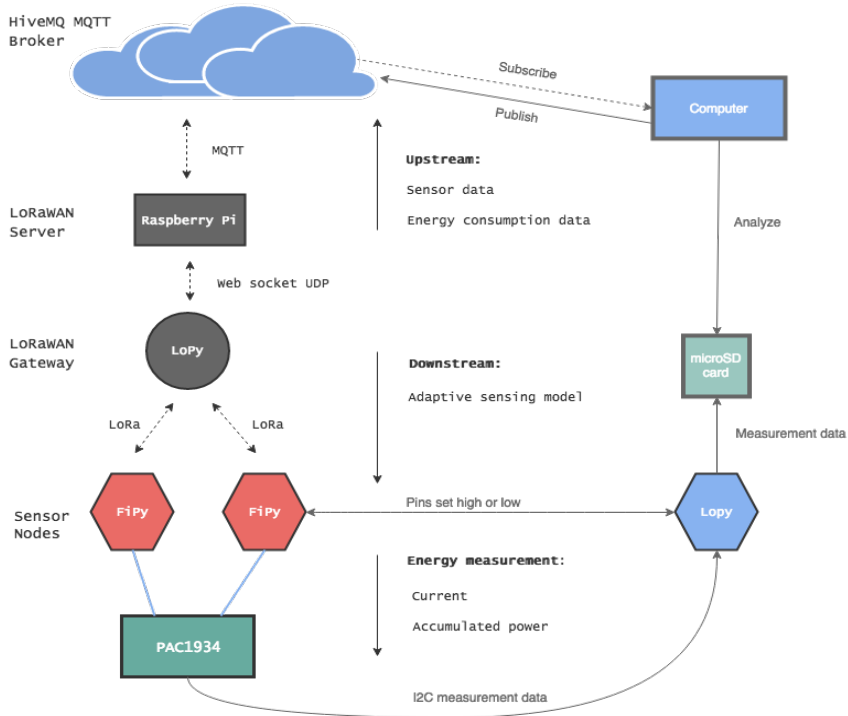 HiveMQ MQTT
Broker
Subscribe
Publish
Computer
MQTT
Upstream:
Sensor data
Energy consumption data
LoRaWAN
Server
Raspberry Pi
Analyze
Web socket UDP
LoRaWAN
Gateway
LoPy
microSD
card
Downstream:
Adaptive sensing model
LoRa
LoRa
Measurement data
Sensor
Nodes
FiPy
FiPy
Pins set high or low
Lopy
Energy measurement:
Current
Accumulated power
PAC1934
I2C measurement data